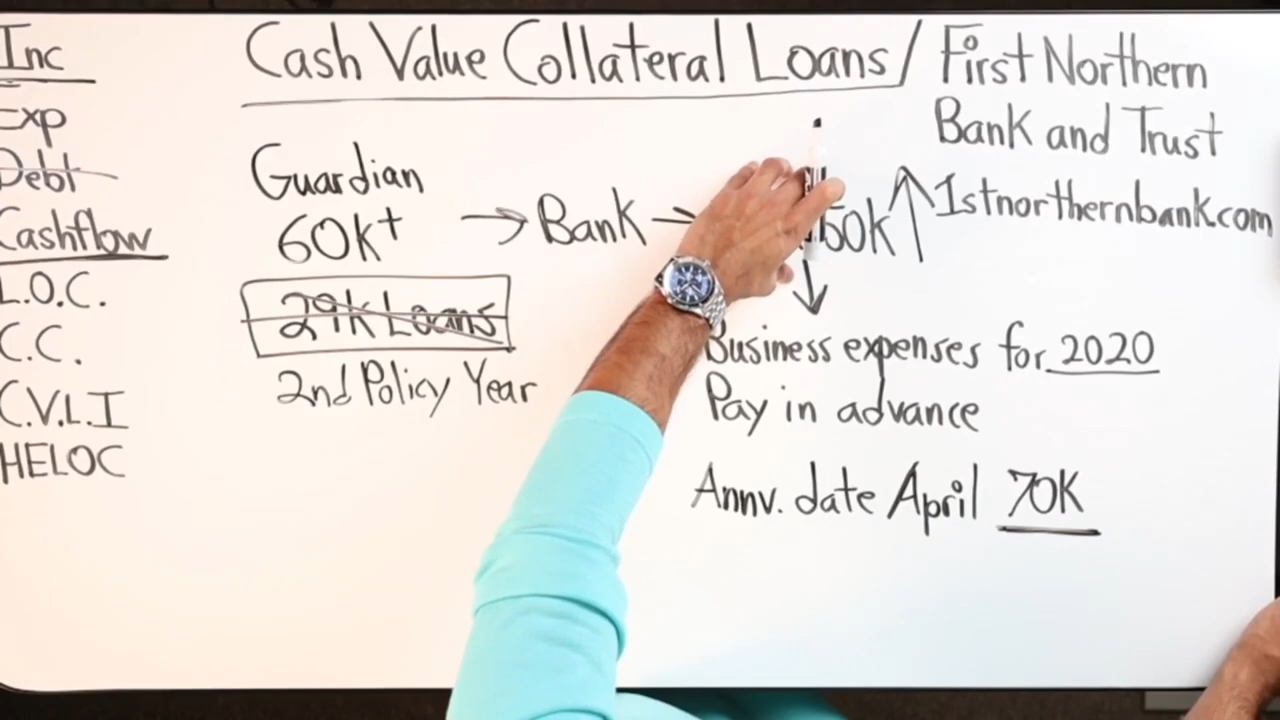 Inc
Exp
Debt
Cashflow
L.O.C.
C.C.
C.V.L.I
HELOC
Cash Value Collateral Loans/
First Northern
Bank and Trust
1stnorthernbank.com
Guardian
60K+ → Bank → 60K ↑
29K Loans
2nd Policy Year
Business expenses for 2020
Pay in advance
Annv. date April 70K